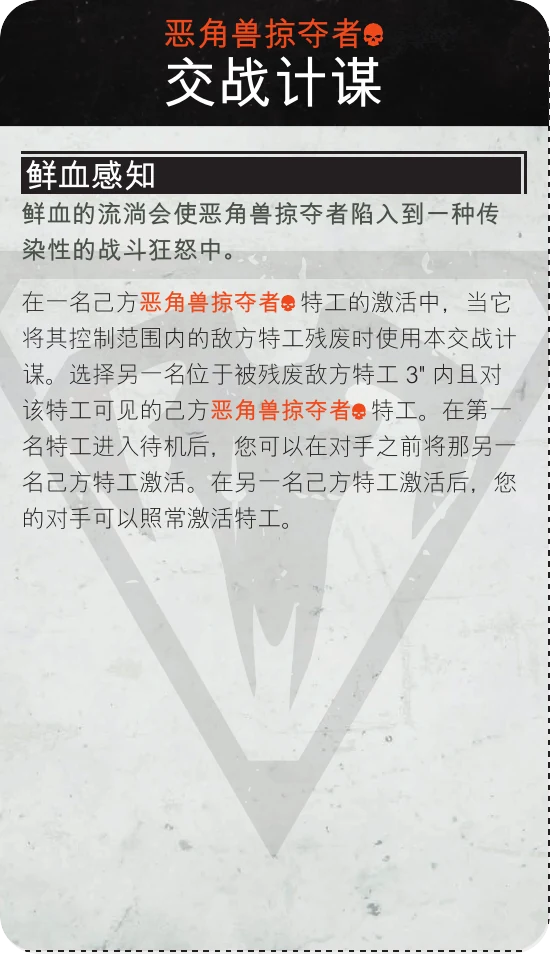 恶角兽掠夺者
交战计谋
鲜血感知
鲜血的流淌会使恶角兽掠夺者陷入到一种传
染性的战斗狂怒中。
在一名己方恶角兽掠夺者特工的激活中，当它
将其控制范围内的敌方特工残废时使用本交战计
谋。选择另一名位于被残废敌方特工 3" 内且对
该特工可见的己方恶角兽掠夺者特工。在第一
名特工进入待机后，您可以在对手之前将那另一
名己方特工激活。在另一名己方特工激活后，您
的对手可以照常激活特工。